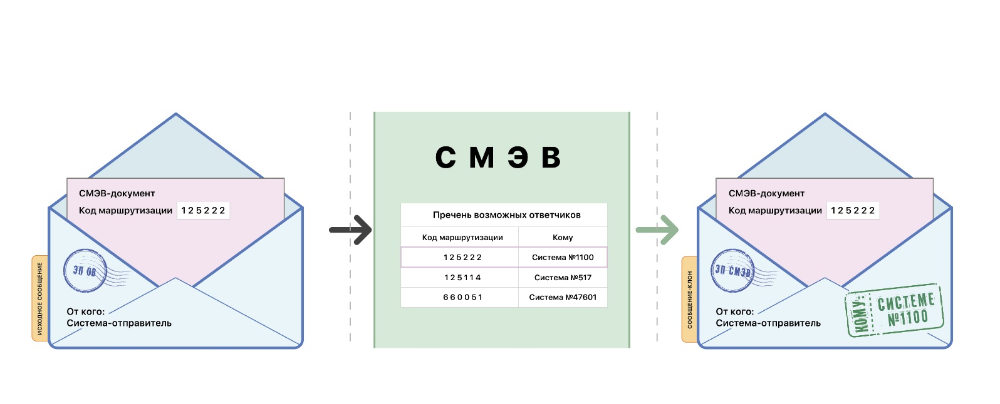 СМЭВ-документ
Код маршрутизации 125222
ЭП ОВ
ИСХОДНОЕ СООБЩЕНИЕ
От кого:
Система-отправитель
СМЭВ
Пречень возможных ответчиков
Код маршрутизации Кому
125222 Система №1100
125114 Система №517
660051 Система №47601
СМЭВ-документ
Код маршрутизации 125222
ЭП СМЭВ
СООБЩЕНИЕ-КЛОН
От кого:
Система-отправитель
КОМУ:
СИСТЕМЕ
№1100